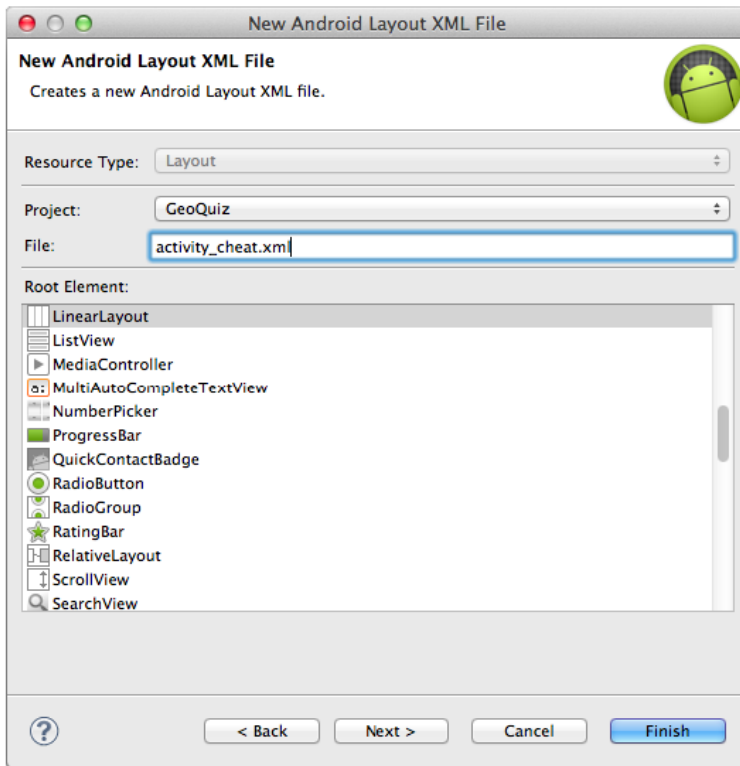 New Android Layout XML File
New Android Layout XML File
Creates a new Android Layout XML file.
Resource Type: Layout
Project: GeoQuiz
File: activity_cheat.xml
Root Element:
LinearLayout
ListView
MediaController
a: MultiAutoCompleteTextView
NumberPicker
ProgressBar
QuickContactBadge
RadioButton
RadioGroup
RatingBar
RelativeLayout
ScrollView
SearchView
? < Back Next > Cancel Finish